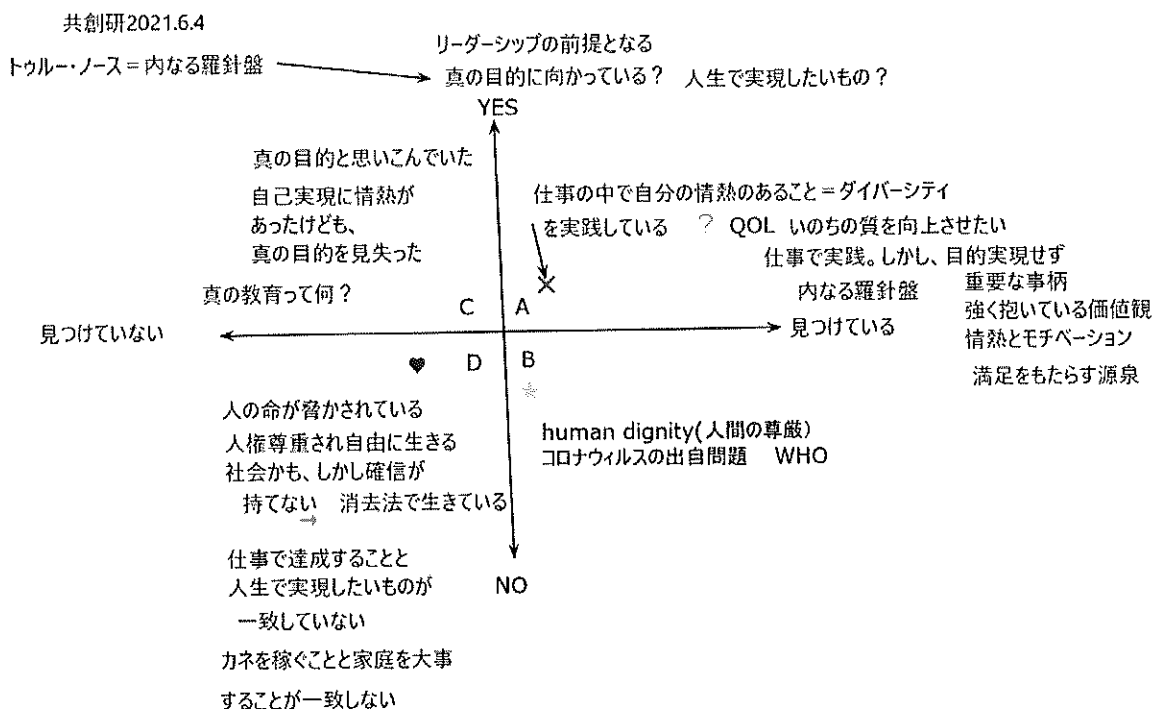 共創研2021.6.4
トゥルー・ノース＝内なる羅針盤
リーダーシップの前提となる
真の目的に向かっている？ 人生で実現したいもの？
YES
真の目的と思いこんでいた
自己実現に情熱が
あったけども、
真の目的を見失った
真の教育って何？
仕事の中で自分の情熱のあること＝ダイバーシティ
を実践している ？ QOL いのちの質を向上させたい
仕事で実践。しかし、目的実現せず
内なる羅針盤
見つけている
重要な事柄
強く抱いている価値観
情熱とモチベーション
満足をもたらす源泉
C A
見つけていない
D B
人の命が脅かされている
人権尊重され自由に生きる
社会かも、しかし確信が
持てない 消去法で生きている
human dignity(人間の尊厳）
コロナウィルスの出自問題 WHO
仕事で達成することと
人生で実現したいものが
一致していない
NO
カネを稼ぐことと家庭を大事
することが一致しない